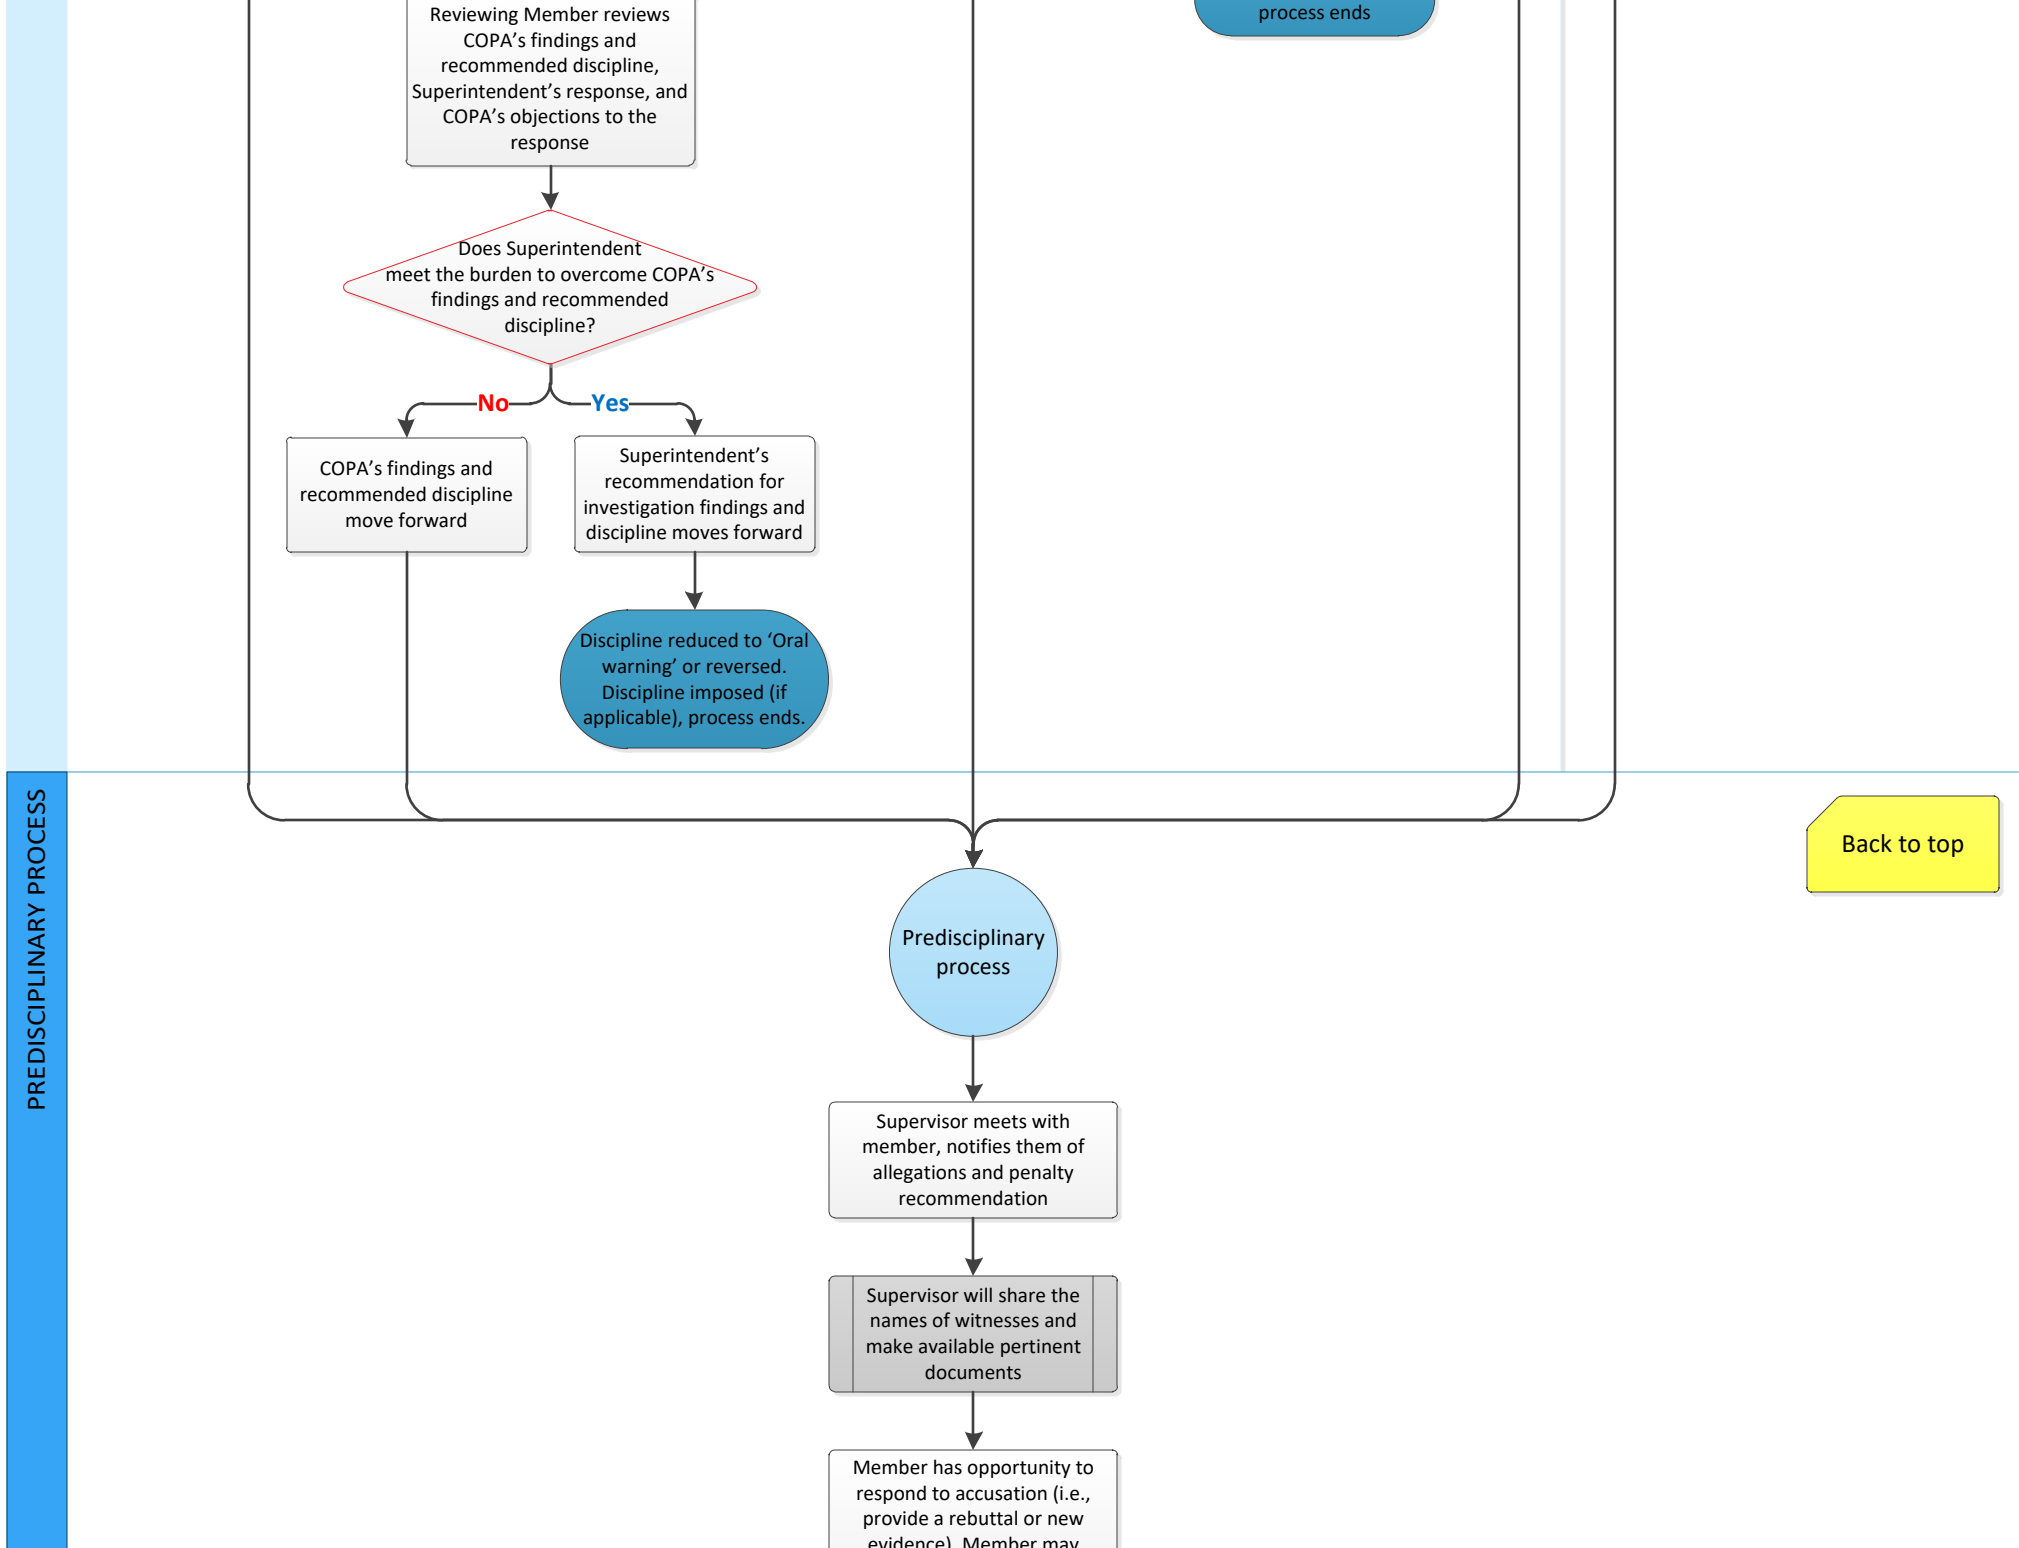 Reviewing Member reviews
COPA's findings and
recommended discipline,
Superintendent's response, and
COPA's objections to the
response
process ends
Does Superintendent
meet the burden to overcome COPA's
findings and recommended
discipline?
No
Yes
COPA's findings and
recommended discipline
move forward
Superintendent's
recommendation for
investigation findings and
discipline moves forward
Discipline reduced to ‘Oral
warning’ or reversed.
Discipline imposed (if
applicable), process ends.
PREDISCIPLINARY PROCESS
Back to top
Predisciplinary
process
Supervisor meets with
member, notifies them of
allegations and penalty
recommendation
Supervisor will share the
names of witnesses and
make available pertinent
documents
Member has opportunity to
respond to accusation (i.e.,
provide a rebuttal or new
evidence). Member may